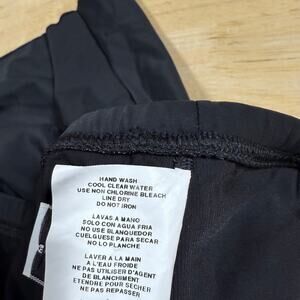 HAND WASH
COOL CLEAR WATER
USE NON CHLORINE BLEACH
LINE DRY
DO NOT IRON
LAVAS A MANO
SOLO CON AGUA FRIA
NO USE BLANQUEDOR
CUELGUESE PARA SECAR
NO LO PLANCHE
LAVER A LA MAIN
A L'EAU FROIDE
NE PAS UTILISER D'AGENT
DE BLANCHIMENT
ETENDRE POUR SECHER
NE PAS REPASSER